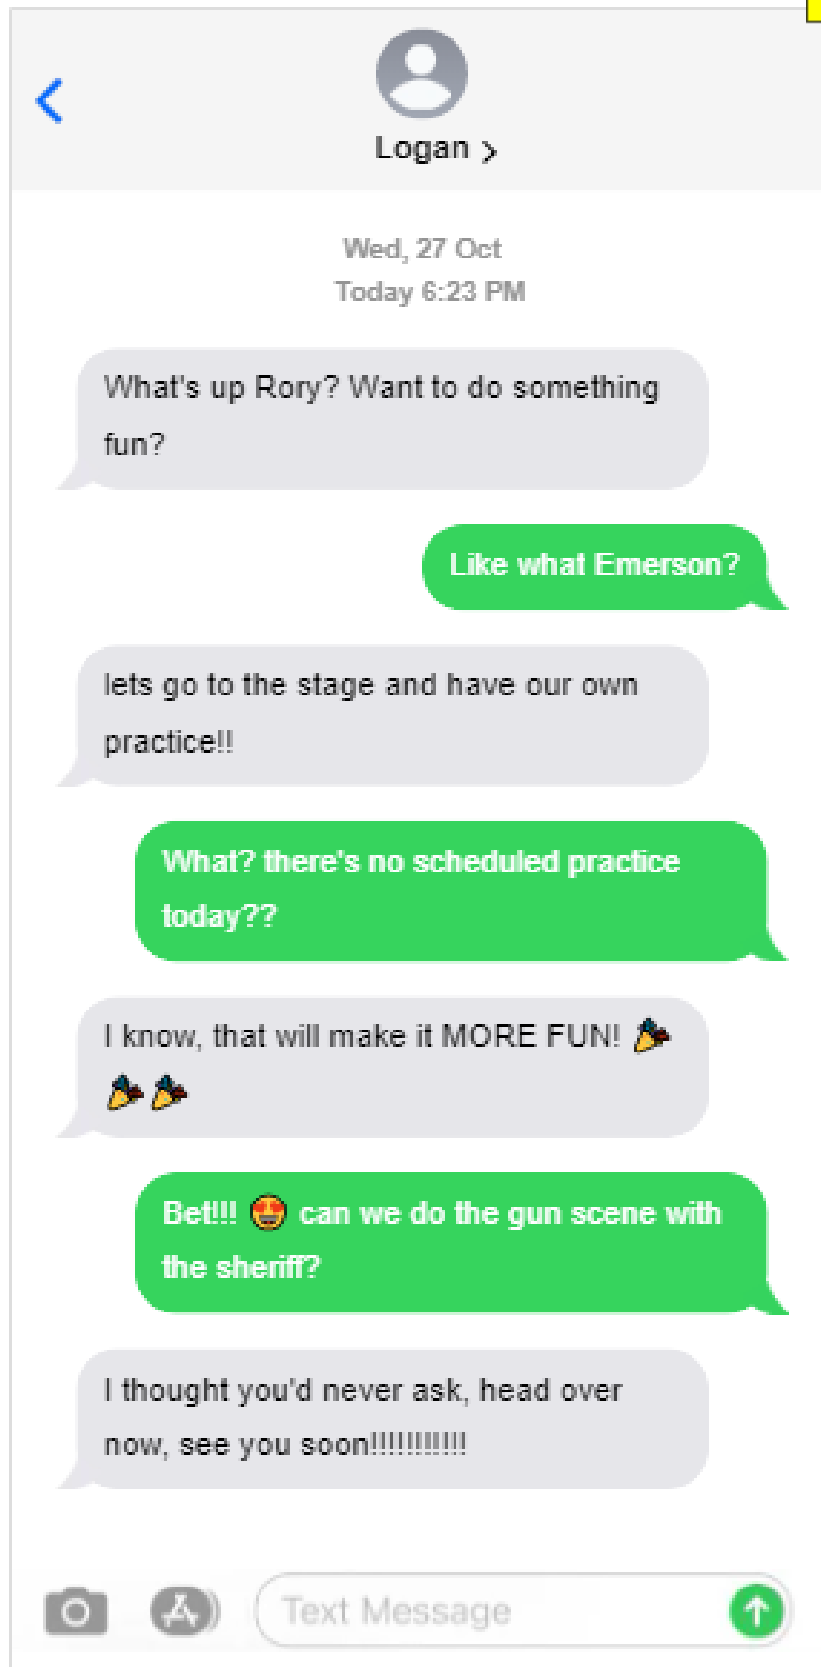 Logan >
Wed, 27 Oct
Today 6:23 PM
What's up Rory? Want to do something
fun?
Like what Emerson?
lets go to the stage and have our own
practice!!
What? there's no scheduled practice
today??
I know, that will make it MORE FUN! 🎉
🎉🎉
Bet!!! 🤩 can we do the gun scene with
the sheriff?
I thought you'd never ask, head over
now, see you soon!!!!!!!!!!!
Text Message